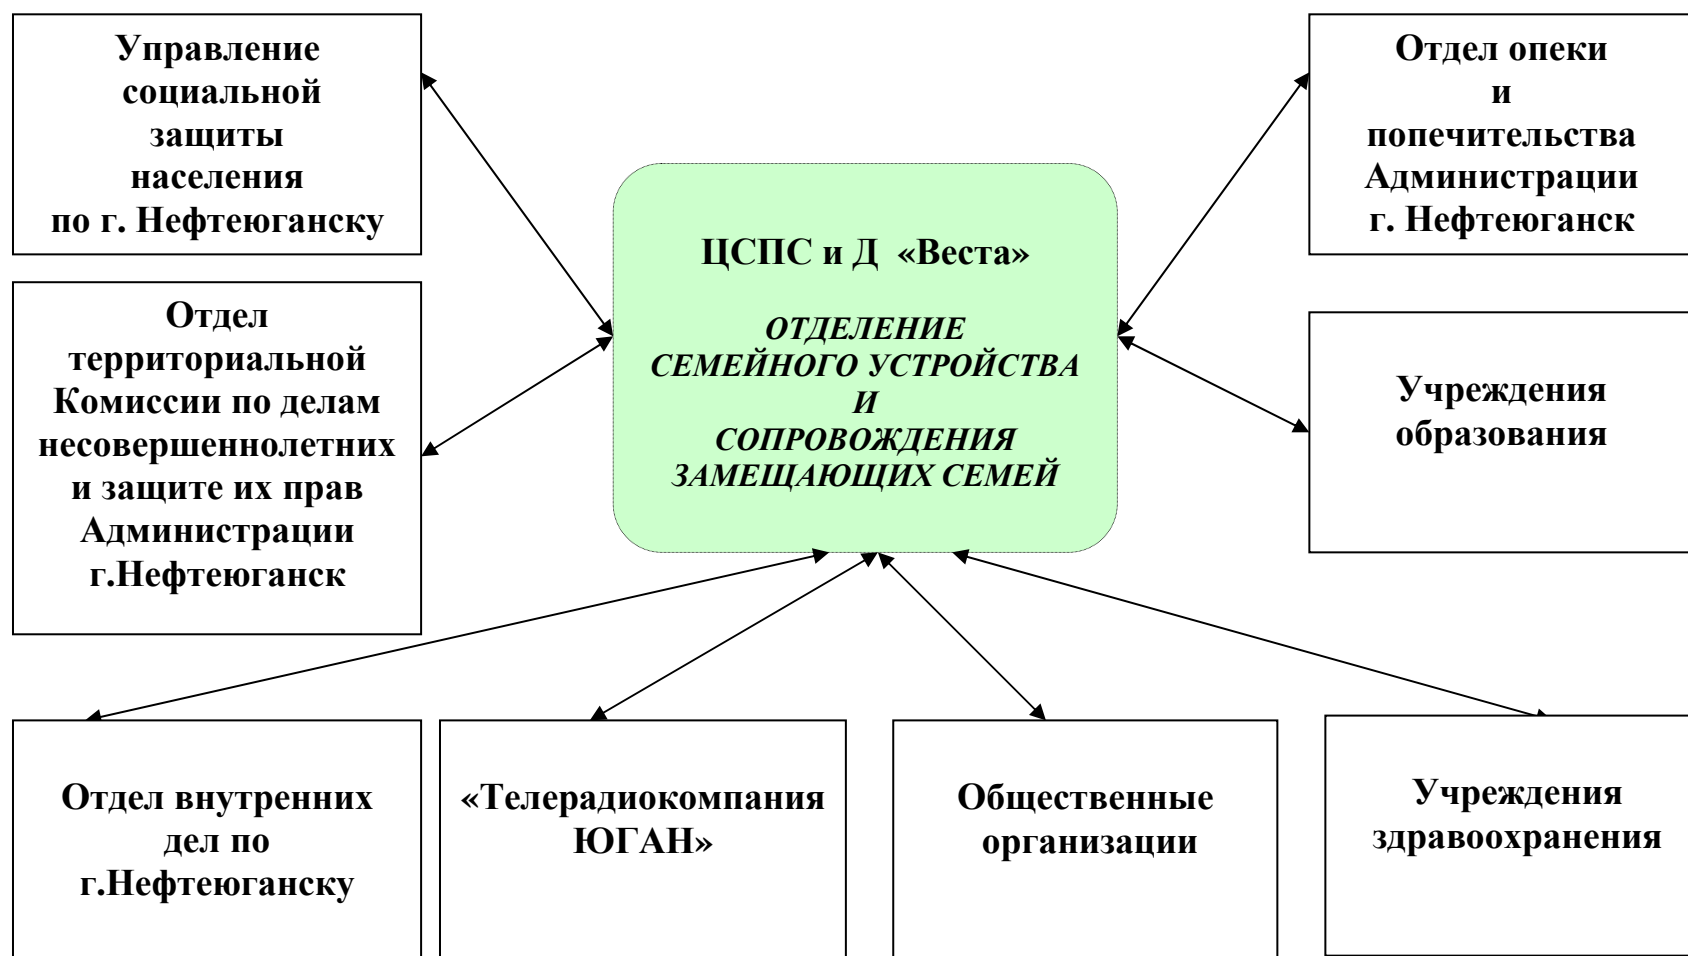 Управление
социальной
защиты
населения
по г. Нефтеюганску
Отдел опеки
и
попечительства
Администрации
г. Нефтеюганск
ЦСПС и Д «Веста»
ОТДЕЛЕНИЕ
СЕМЕЙНОГО УСТРОЙСТВА
И
СОПРОВОЖДЕНИЯ
ЗАМЕЩАЮЩИХ СЕМЕЙ
Отдел
территориальной
Комиссии по делам
несовершеннолетних
и защите их прав
Администрации
г.Нефтеюганск
Учреждения
образования
Отдел внутренних
дел по
г.Нефтеюганску
«Телерадиокомпания
ЮГАН»
Общественные
организации
Учреждения
здравоохранения